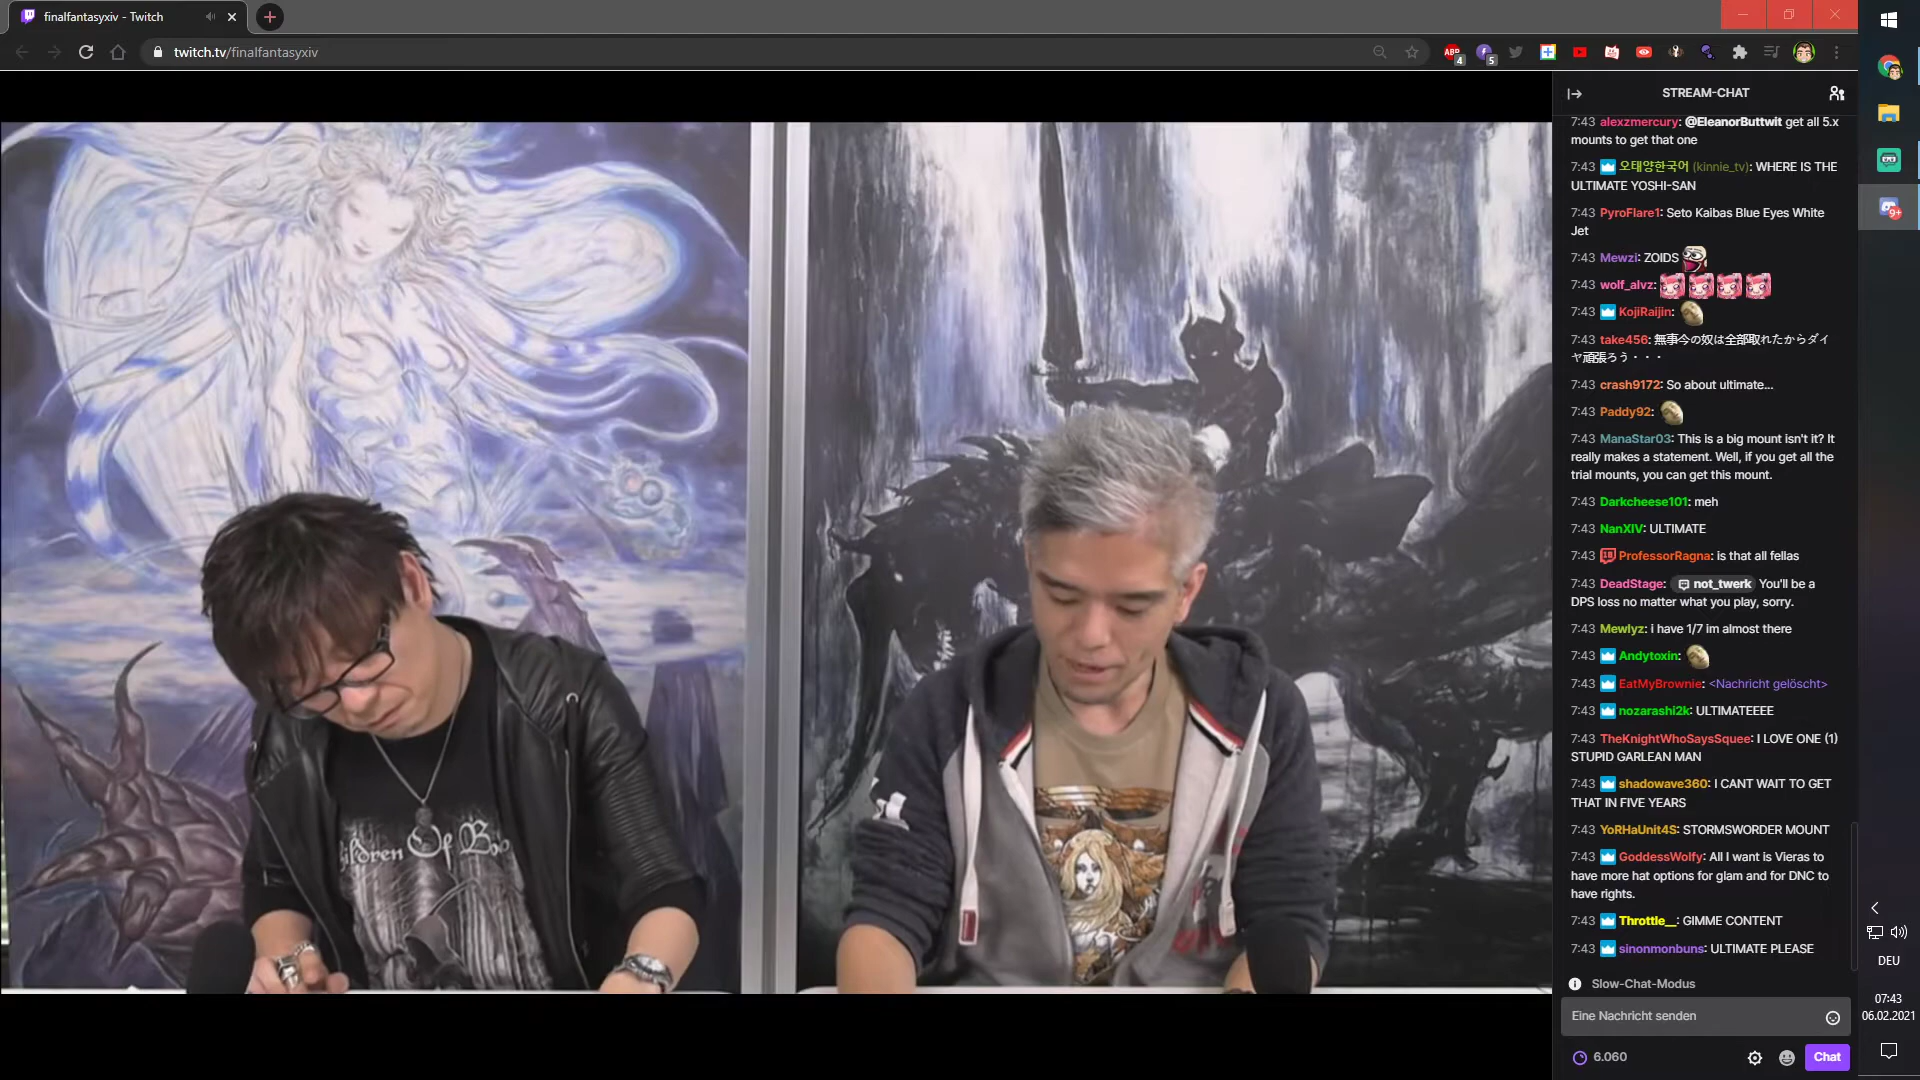 finalfantasyxiv - Twitch
twitch.tv/finalfantasyxiv
4
5
STREAM-CHAT
7:43 alexzmercury: @EleanorButtwit get all 5.x
mounts to get that one
7:43 오태양한국어 (kinnie_tv): WHERE IS THE
ULTIMATE YOSHI-SAN
7:43 PyroFlare1: Seto Kaibas Blue Eyes White
Jet
7:43 Mewzi: ZOIDS
7:43 wolf_alvz:
7:43 KojiRaijin:
7:43 take456: 無事今の奴は全部取れたからダイ
ヤ頑張ろう・・・
7:43 crash9172: So about ultimate...
7:43 Paddy92:
7:43 ManaStar03: This is a big mount isn't it? It
really makes a statement. Well, if you get all the
trial mounts, you can get this mount.
7:43 Darkcheese101: meh
7:43 NanXIV: ULTIMATE
7:43 ProfessorRagna: is that all fellas
7:43 DeadStage: not_twerk You'll be a
DPS loss no matter what you play, sorry.
7:43 Mewlyz: i have 1/7 im almost there
7:43 Andytoxin:
7:43 EatMyBrownie: <Nachricht gelöscht>
7:43 nozarashi2k: ULTIMATEEEE
7:43 TheKnightWhoSaysSquee: I LOVE ONE (1)
STUPID GARLEAN MAN
7:43 shadowave360: I CANT WAIT TO GET
THAT IN FIVE YEARS
7:43 YoRHaUnit4S: STORMSWORDER MOUNT
7:43 GoddessWolfy: All I want is Vieras to
have more hat options for glam and for DNC to
have rights.
7:43 Throttle__: GIMME CONTENT
7:43 sinonmonbuns: ULTIMATE PLEASE
Slow-Chat-Modus
Eine Nachricht senden
6.060
Chat
ABP
9+
DEU
07:43
06.02.2021
Of